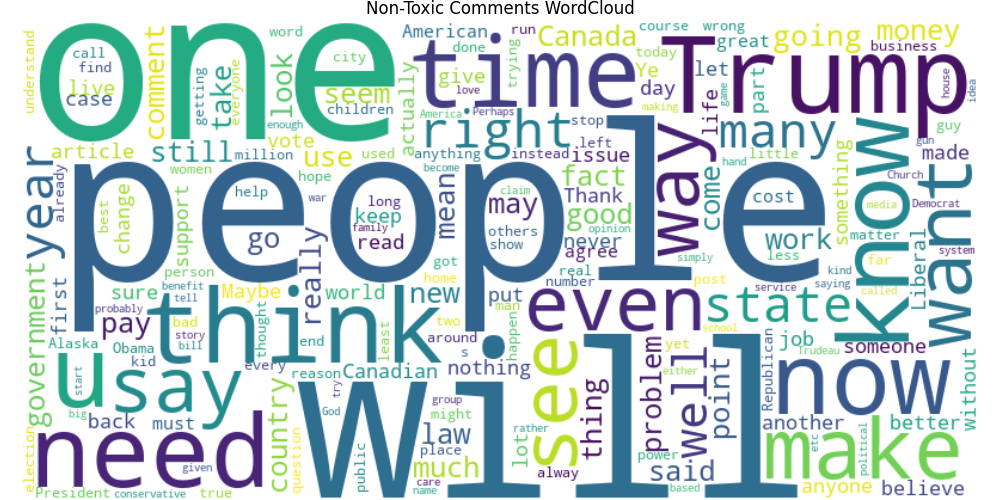 Non-Toxic Comments WordCloud
one
time
Trump
people
think
will
know
want
way
even
see
now
need
say
u
make
right
many
year
state
well
work
go
good
fact
may
use
still
take
look
seem
comment
live
case
call
find
understand
getting
everyone
word
city
children
American
actually
give
love
done
trying
run
Canada
Ye
today
day
let
great
course
wrong
part
life
going
money
business
game
making
house
idea
guy
gun
made
Church
Democrat
media
something
little
hand
cost
come
issue
stop
left
instead
anything
America
Perhaps
become
claim
opinion
Thank
never
agree
others
show
long
keep
family
read
mean
war
help
hope
used
enough
vote
million
women
article
already
best
change
support
person
benefit
tell
probably
sure
first
government
pay
bad
story
bill
Maybe
really
world
new
got
home
put
real
number
simply
post
less
matter
far
kind
saying
called
service
Liberal
system
without
Alaska
Obama
kid
thought
end
least
around
two
man
s
happen
nothing
Canadian
reason
every
try
God
country
question
start
big
back
must
election
given
President
conservative
true
public
group
might
law
place
much
care
name
lot
rather
alway
thing
problem
power
said
based
point
yet
either
school
Republican
job
Trudeau
someone
another
better
etc
political
anyone
believe